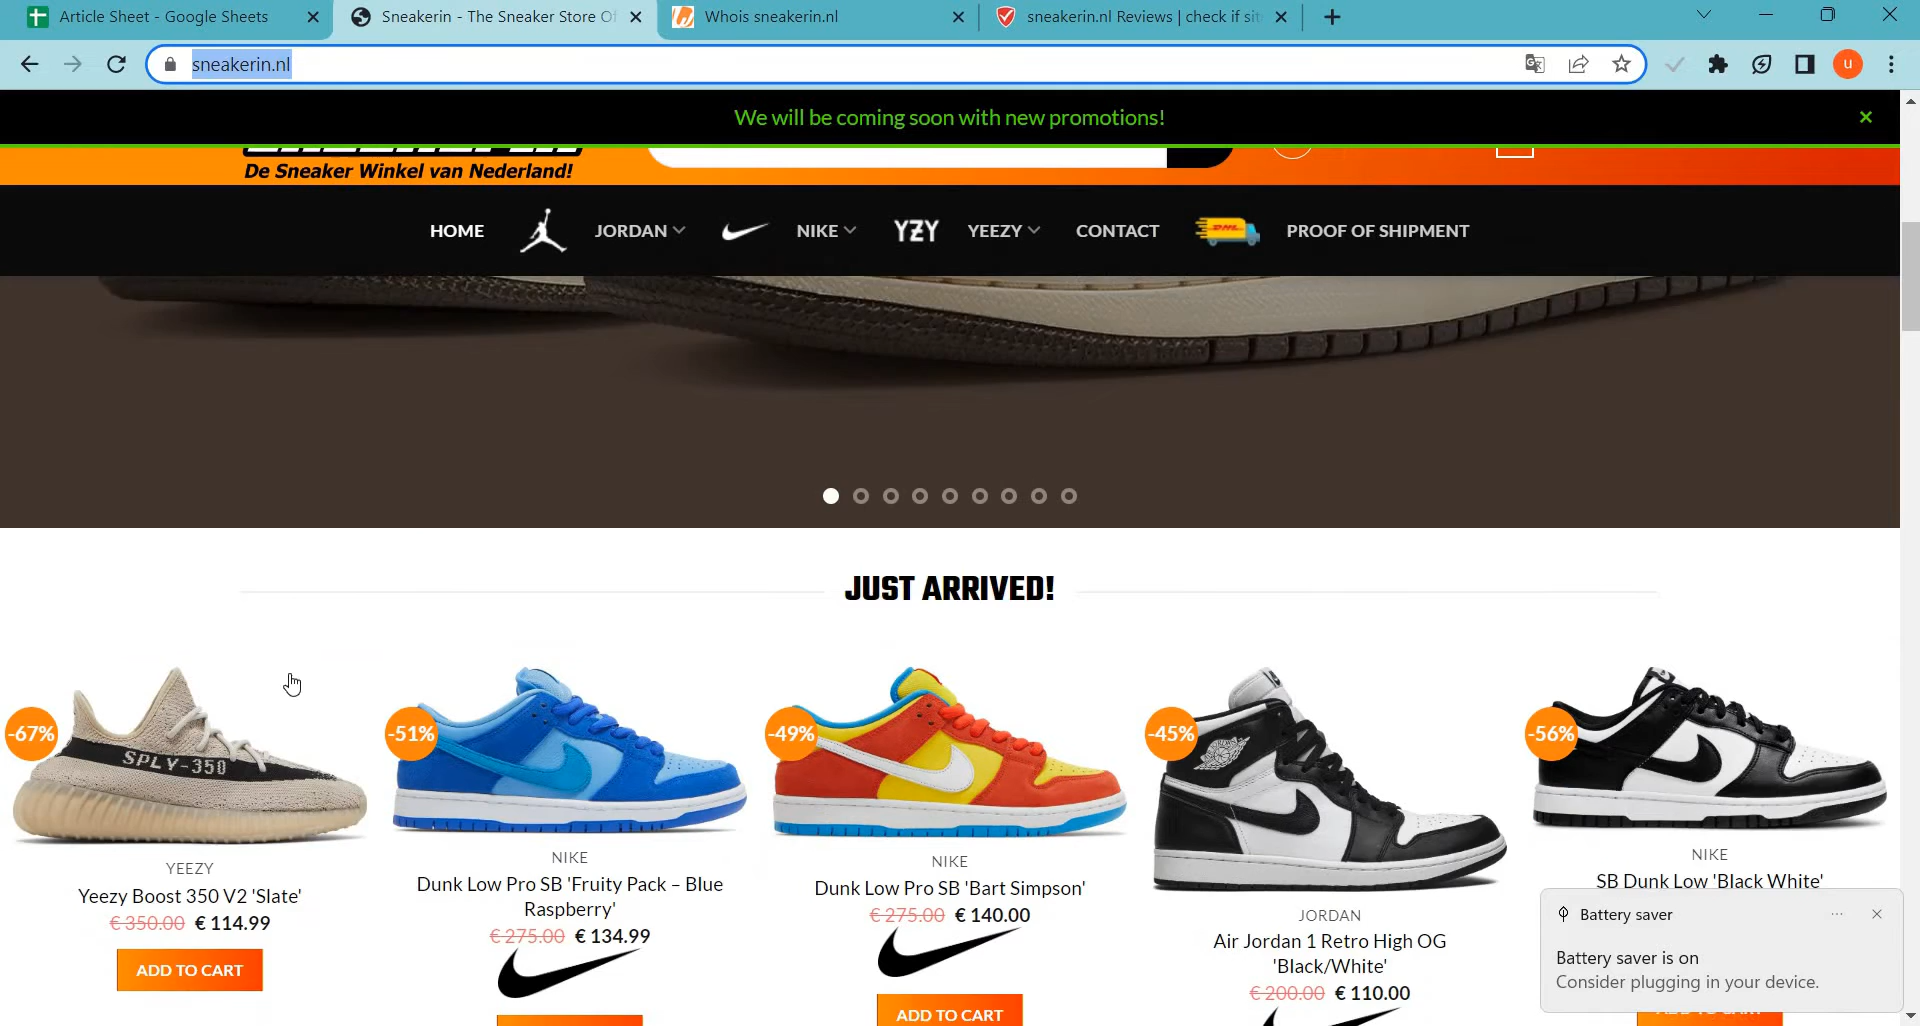 Article Sheet - Google Sheets
Sneakerin - The Sneaker Store Of
Whois sneakerin.nl
sneakerin.nl Reviews | check if sit
sneakerin.nl
u
We will be coming soon with new promotions!
De Sneaker Winkel van Nederland!
HOME
JORDAN
NIKE
YZY
YEEZY
CONTACT
DHL
PROOF OF SHIPMENT
JUST ARRIVED!
-67%
SPLY-350
YEEZY
Yeezy Boost 350 V2 'Slate'
€ 350.00 € 114.99
ADD TO CART
-51%
NIKE
Dunk Low Pro SB 'Fruity Pack – Blue
Raspberry'
€ 275.00 € 134.99
-49%
NIKE
Dunk Low Pro SB 'Bart Simpson'
€ 275.00 € 140.00
ADD TO CART
-45%
JORDAN
Air Jordan 1 Retro High OG
'Black/White'
€ 200.00 € 110.00
-56%
NIKE
SB Dunk Low 'Black White'
Battery saver
Battery saver is on
Consider plugging in your device.